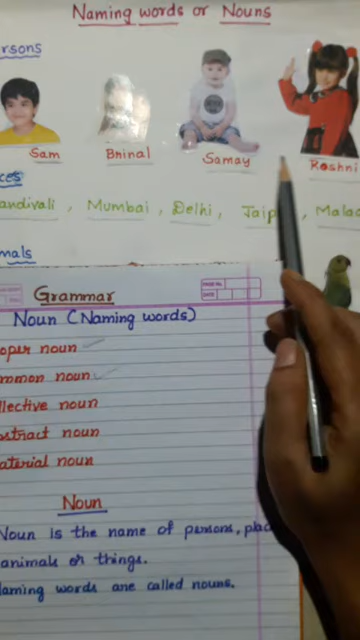 Naming words or Nouns
rsons
Sam Bninal Samay Roshni
ces
andivali, Mumbai, Delhi, Jaip , Malad
mals
PAGE No.
DATE
Grammar
Noun (Naming words)
oper noun
mmon noun
llective noun
stract noun
aterial noun
Noun
Noun is the name of persons, plac
animals or things.
Naming words are called nouns.